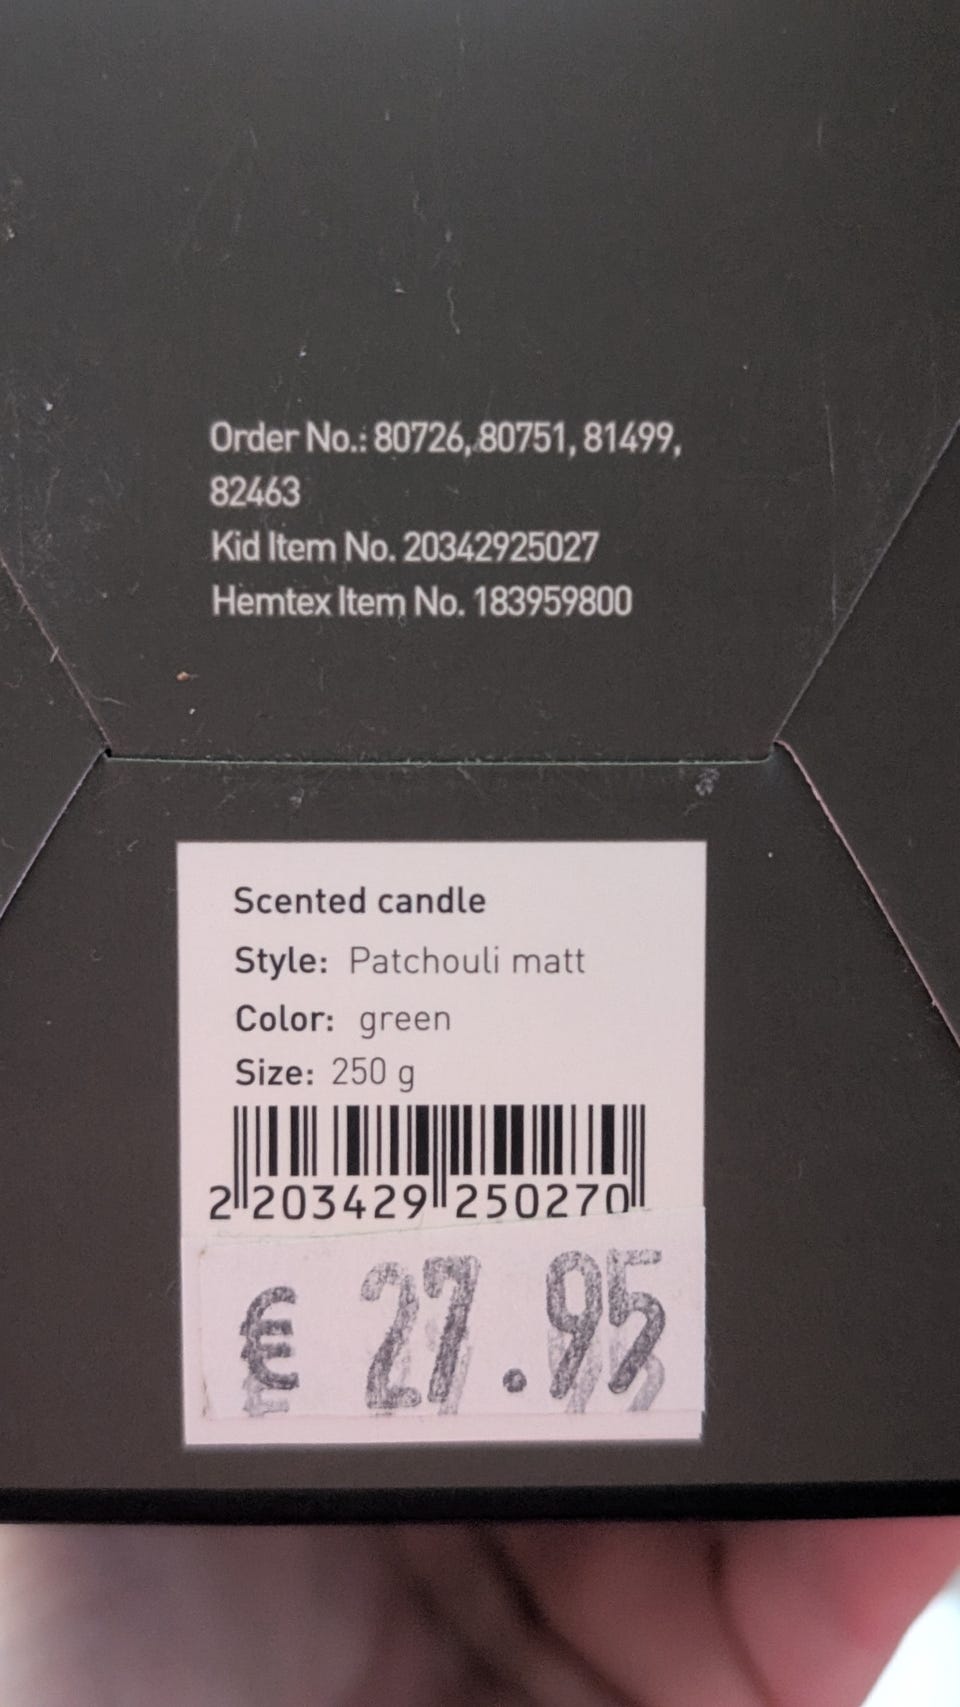 Order No.: 80726, 80751, 81499,
82463
Kid Item No. 20342925027
Hemtex Item No. 183959800
Scented candle
Style: Patchouli matt
Color: green
Size: 250 g
2 203429 250270
€ 27.95